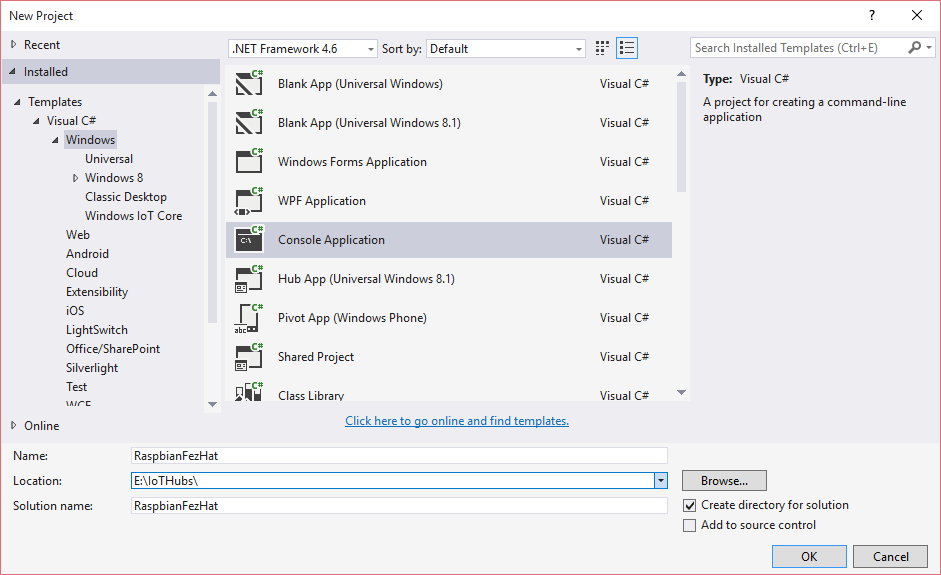 New Project
?
Recent
.NET Framework 4.6
Sort by:
Default
Search Installed Templates (Ctrl+E)
Installed
Templates
Visual C#
Windows
Universal
Windows 8
Classic Desktop
Windows IoT Core
Web
Android
Cloud
Extensibility
iOS
LightSwitch
Office/SharePoint
Silverlight
Test
WCF
Online
C# Blank App (Universal Windows) Visual C#
C# Blank App (Universal Windows 8.1) Visual C#
C# Windows Forms Application Visual C#
C# WPF Application Visual C#
C# C:\ Console Application Visual C#
C# Hub App (Universal Windows 8.1) Visual C#
C# abc Pivot App (Windows Phone) Visual C#
C# Shared Project Visual C#
C# Class Library Visual C#
Click here to go online and find templates.
Type: Visual C#
A project for creating a command-line
application
Name: RaspbianFezHat
Location: E:\IoTHubs\ Browse...
Solution name: RaspbianFezHat
Create directory for solution
Add to source control
OK Cancel